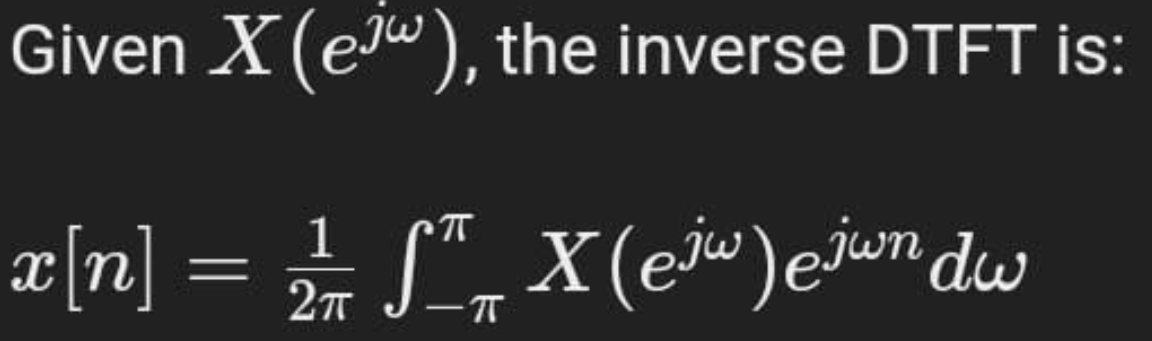 Given X(e^{jω}), the inverse DTFT is:
x[n] = \frac{1}{2π} ∫_{-π}^{π} X(e^{jω})e^{jωn}dω